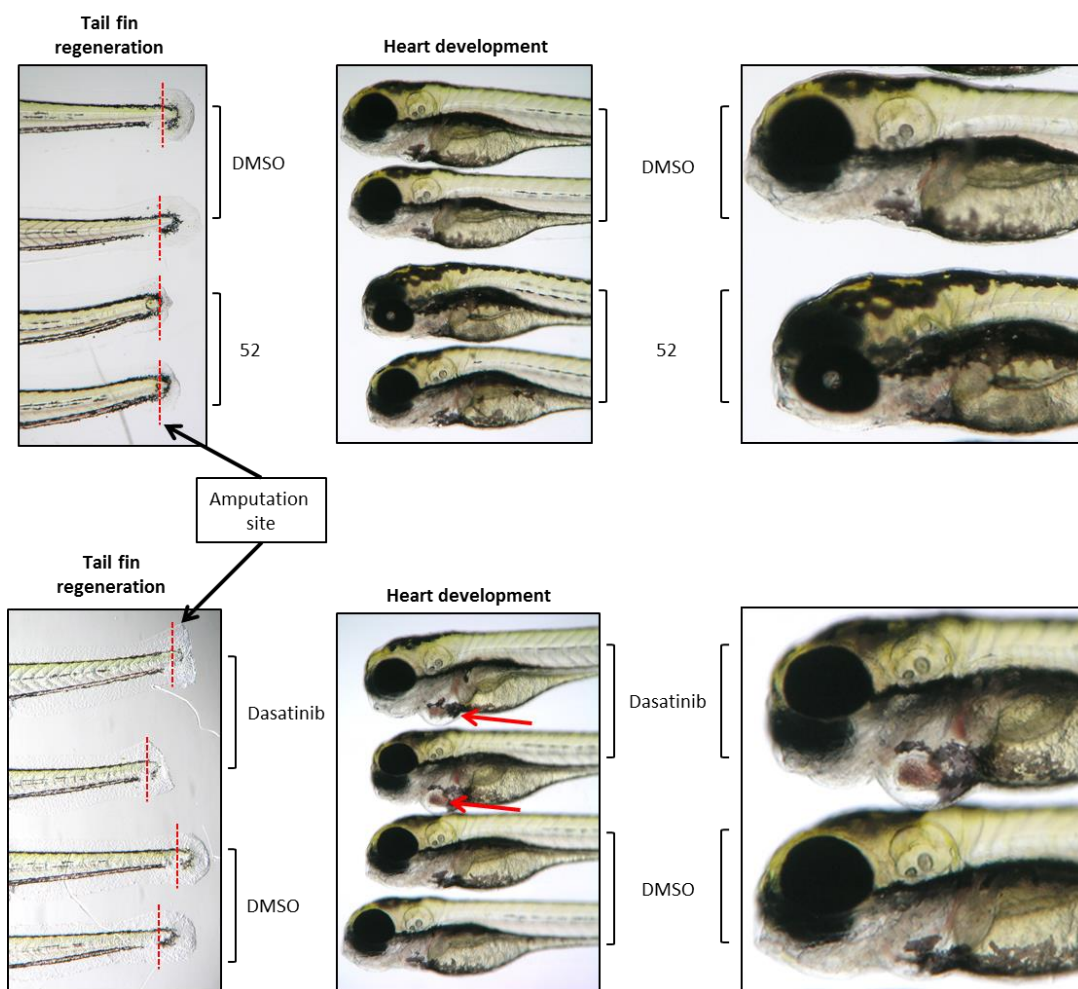 Tail fin
regeneration
Heart development
DMSO
DMSO
52
52
Amputation
site
Tail fin
regeneration
Heart development
Dasatinib
Dasatinib
DMSO
DMSO